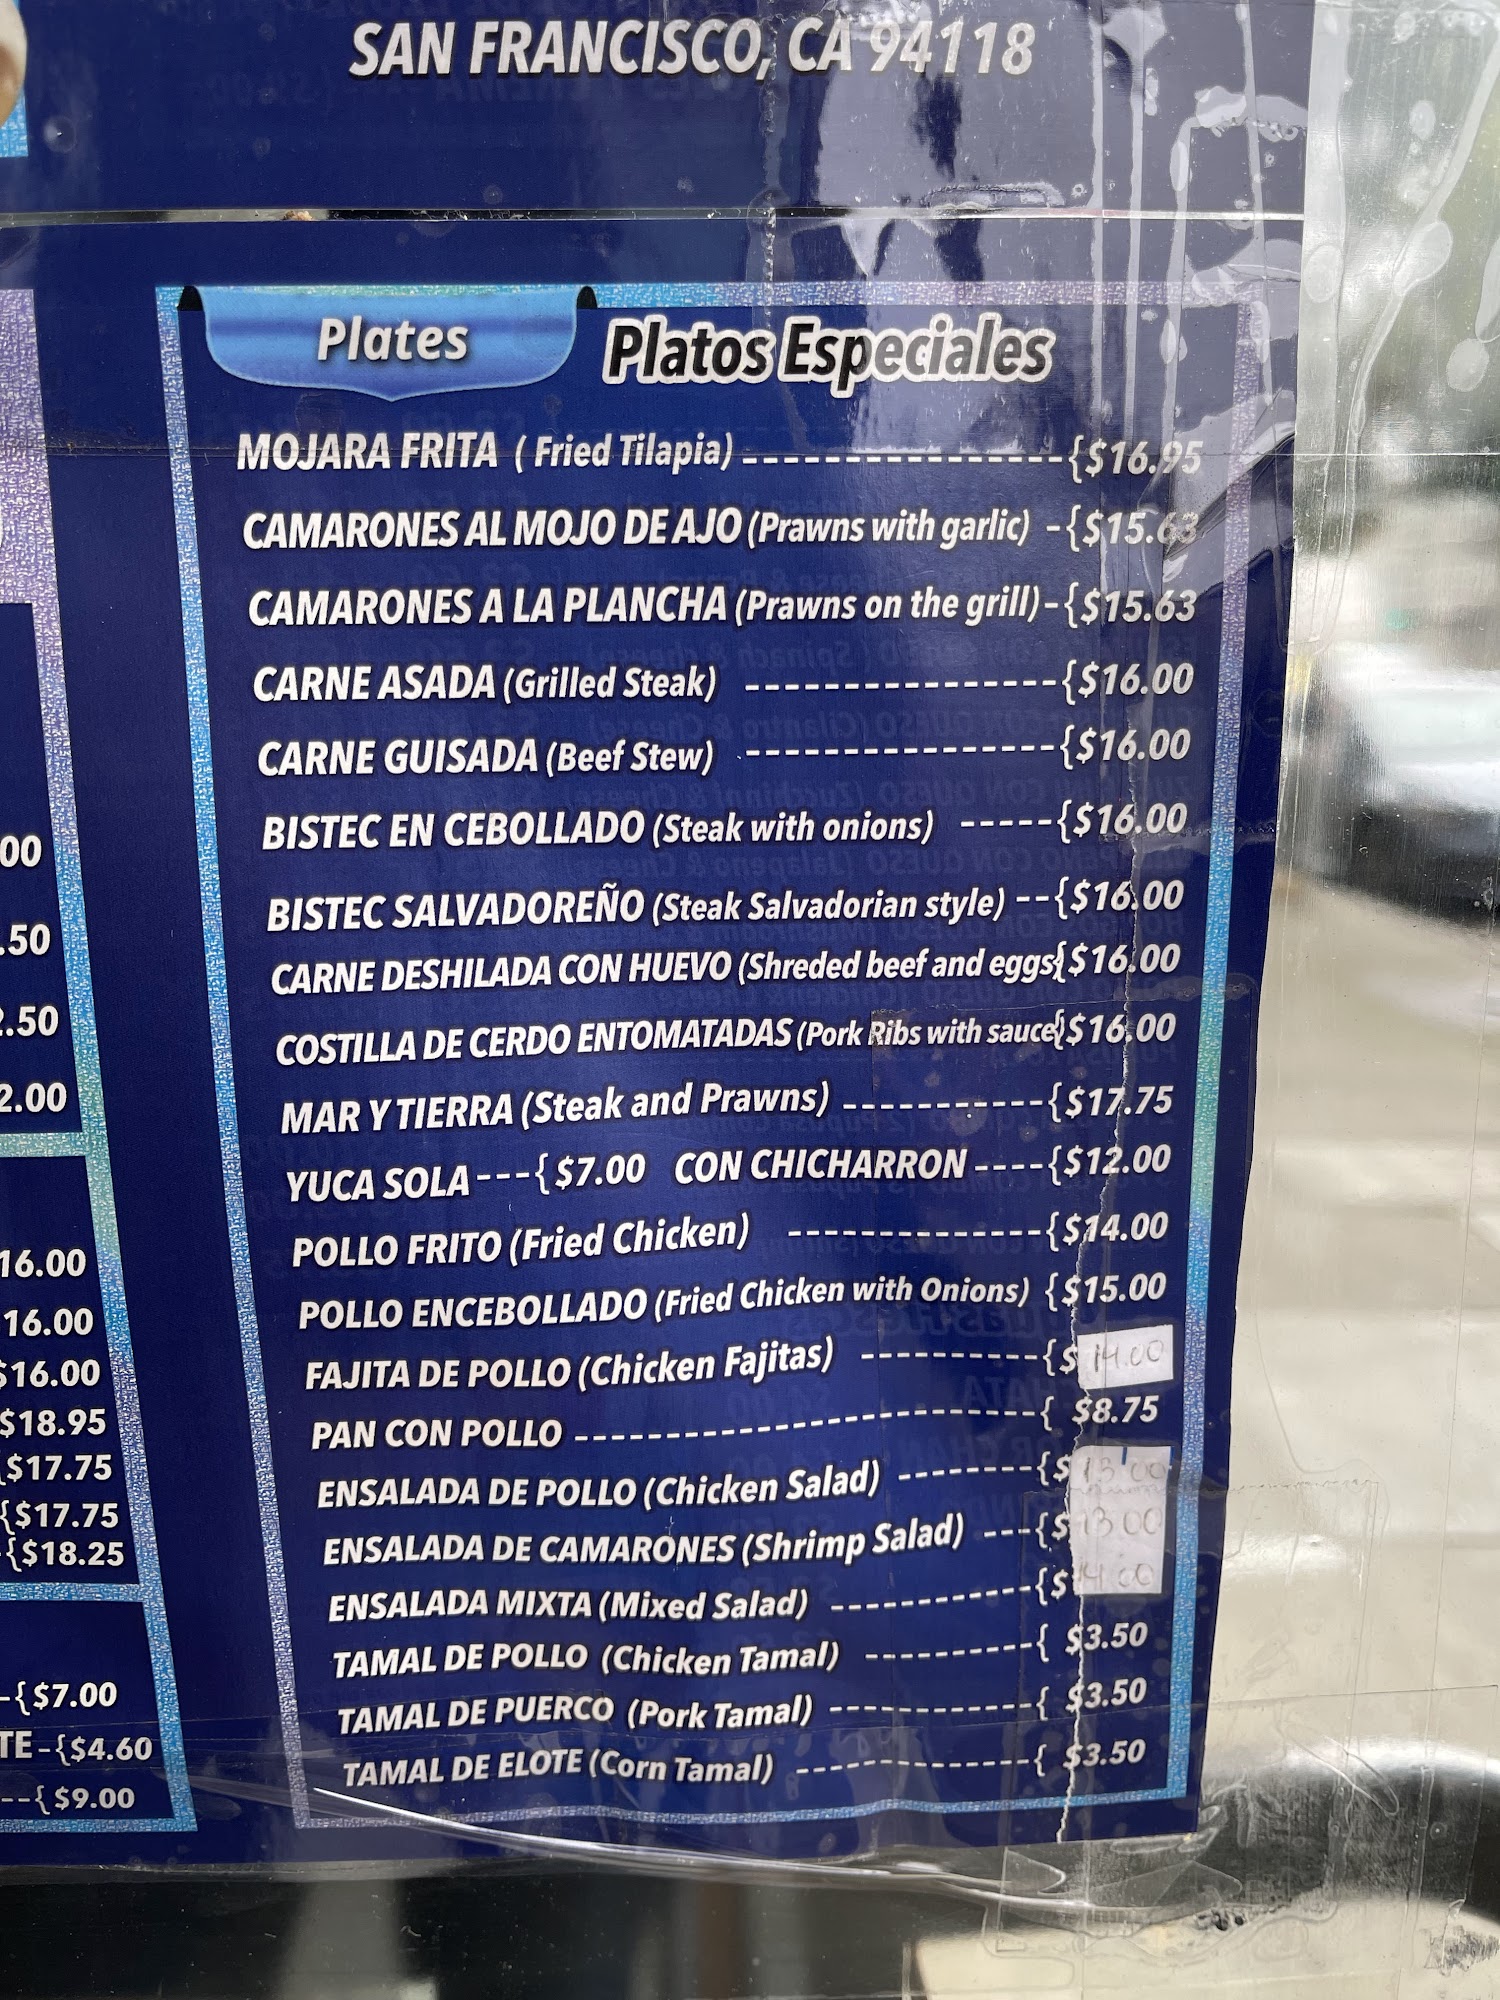 SAN FRANCISCO, CA 94118
Plates
Platos Especiales
MOJARA FRITA ( Fried Tilapia) ----------------{$16.95
CAMARONES AL MOJO DE AJO (Prawns with garlic) -{$15.63
CAMARONES A LA PLANCHA (Prawns on the grill)-{$15.63
CARNE ASADA (Grilled Steak) ----------------{$16.00
CARNE GUISADA (Beef Stew) ----------------{$16.00
BISTEC EN CEBOLLADO (Steak with onions) -----{$16.00
BISTEC SALVADOREÑO (Steak Salvadorian style) --{$16.00
CARNE DESHILADA CON HUEVO (Shreded beef and eggs{$16.00
COSTILLA DE CERDO ENTOMATADAS (Pork Ribs with sauce{$16.00
MAR Y TIERRA (Steak and Prawns) -----------{$17.75
YUCA SOLA ---{$7.00 CON CHICHARRON ----{$12.00
POLLO FRITO (Fried Chicken) -------------{$14.00
POLLO ENCEBOLLADO (Fried Chicken with Onions) {$15.00
FAJITA DE POLLO (Chicken Fajitas) ----------{$ 14.00
PAN CON POLLO ------------------------{ $8.75
ENSALADA DE POLLO (Chicken Salad) -------{$ 13.00
ENSALADA DE CAMARONES (Shrimp Salad) ---{$ 13.00
ENSALADA MIXTA (Mixed Salad) ----------{$ 14.00
TAMAL DE POLLO (Chicken Tamal) ---------{ $3.50
TAMAL DE PUERCO (Pork Tamal) -----------{ $3.50
TAMAL DE ELOTE (Corn Tamal) ------------{ $3.50
00
.50
2.50
2.00
16.00
16.00
$16.00
$18.95
{$17.75
{$17.75
-{$18.25
-{$7.00
TE-{$4.60
--{$9.00